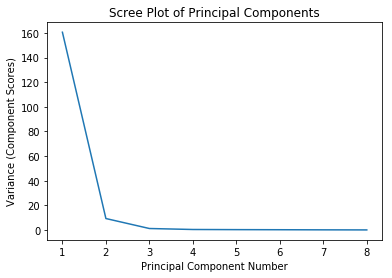 Scree Plot of Principal Components
Variance (Component Scores)
160
140
120
100
80
60
40
20
0
1 2 3 4 5 6 7 8
Principal Component Number